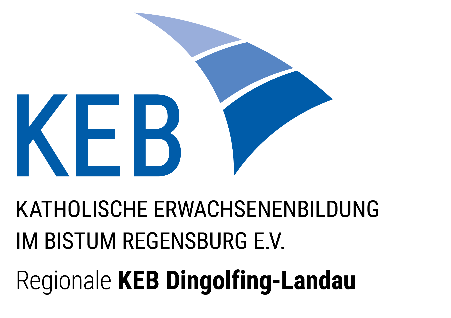 KEB
KATHOLISCHE ERWACHSENENBILDUNG
IM BISTUM REGENSBURG E.V.
Regionale KEB Dingolfing-Landau